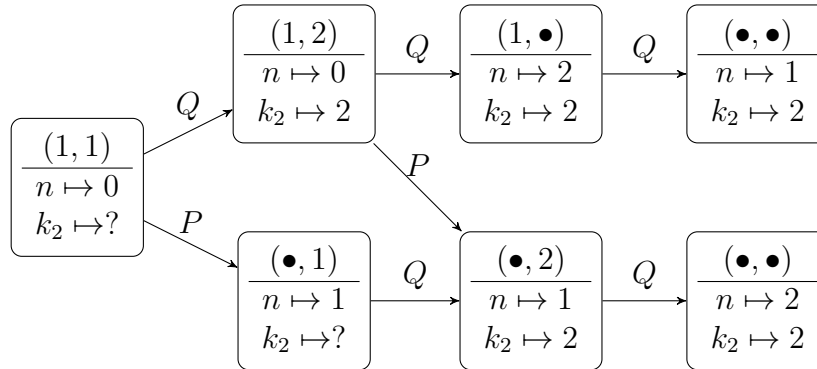 (1, 2)
n ↦ 0
k₂ ↦ 2
Q
(1, •)
n ↦ 2
k₂ ↦ 2
Q
(•, •)
n ↦ 1
k₂ ↦ 2
Q
(1, 1)
n ↦ 0
k₂ ↦?
P
P
(•, 1)
n ↦ 1
k₂ ↦?
Q
(•, 2)
n ↦ 1
k₂ ↦ 2
Q
(•, •)
n ↦ 2
k₂ ↦ 2